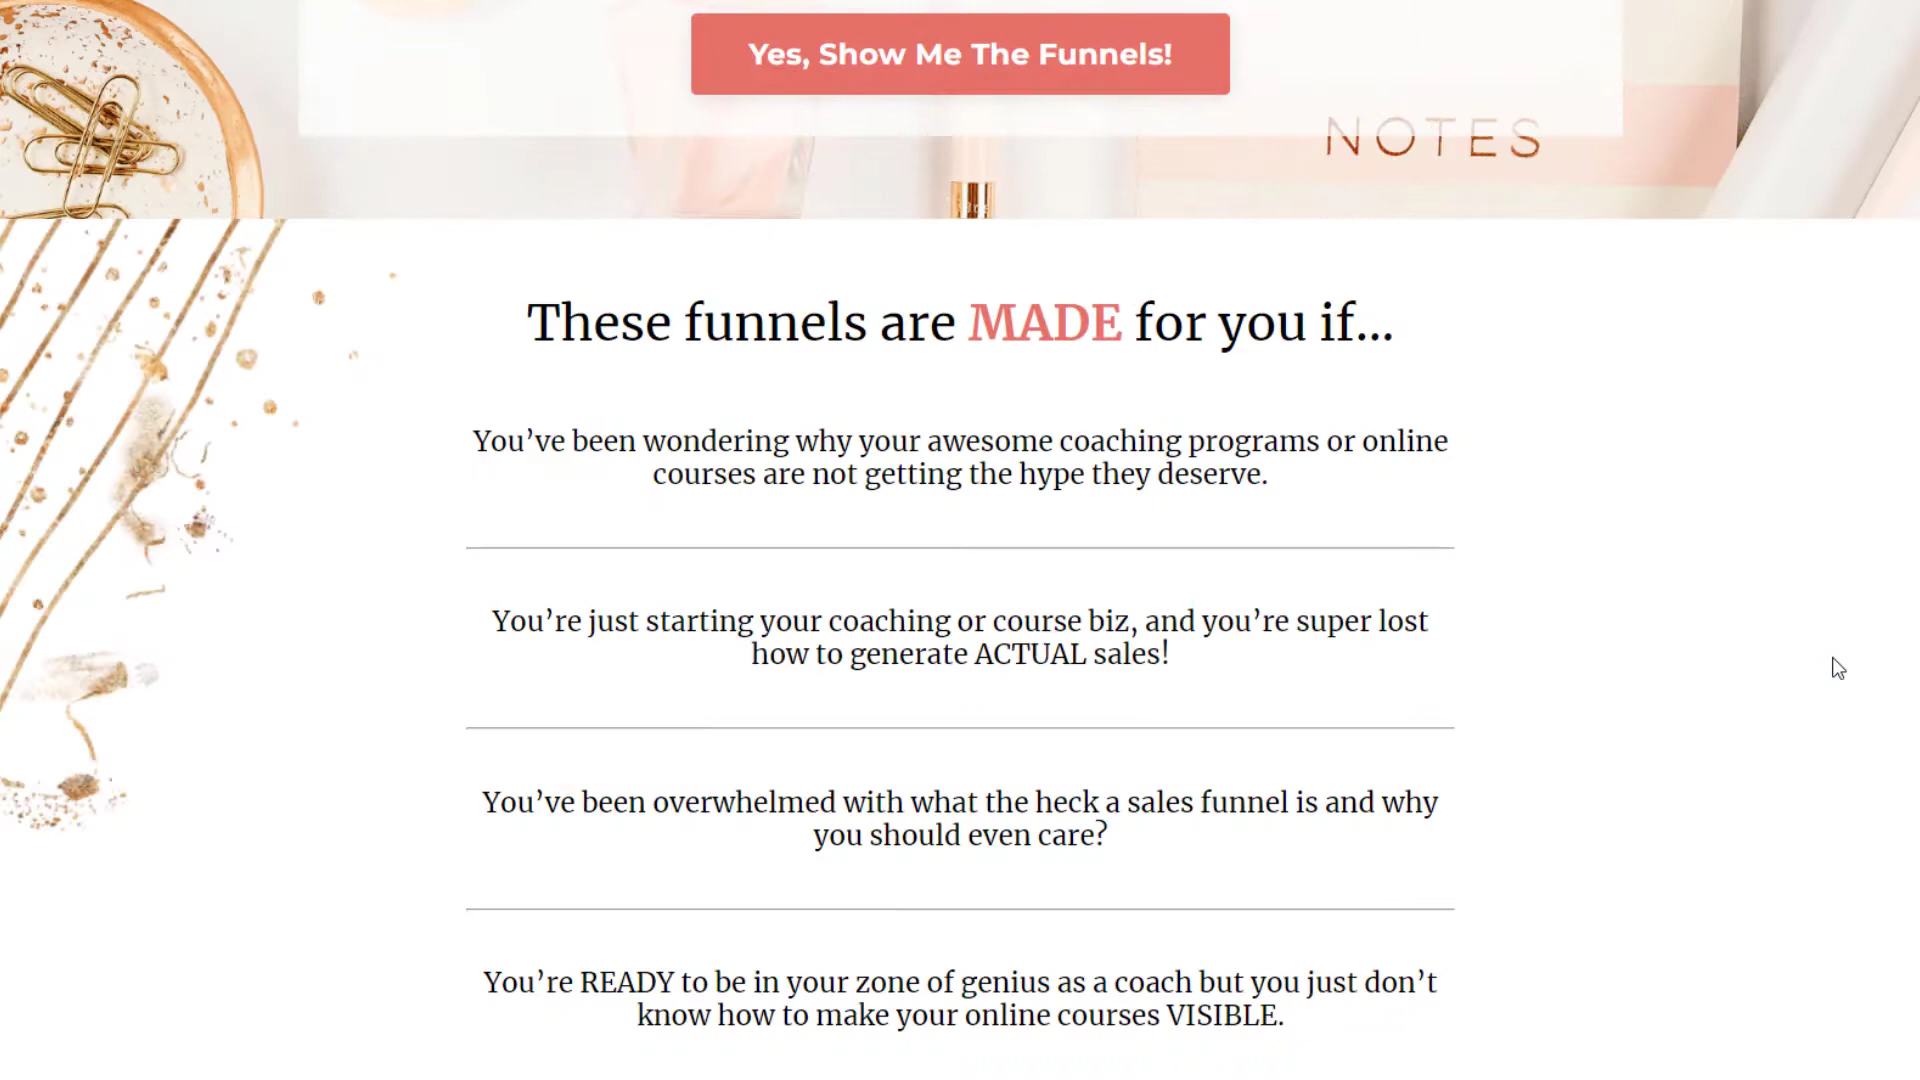 Yes, Show Me The Funnels!
NOTES
These funnels are MADE for you if...
You’ve been wondering why your awesome coaching programs or online
courses are not getting the hype they deserve.
You’re just starting your coaching or course biz, and you’re super lost
how to generate ACTUAL sales!
You’ve been overwhelmed with what the heck a sales funnel is and why
you should even care?
You’re READY to be in your zone of genius as a coach but you just don’t
know how to make your online courses VISIBLE.